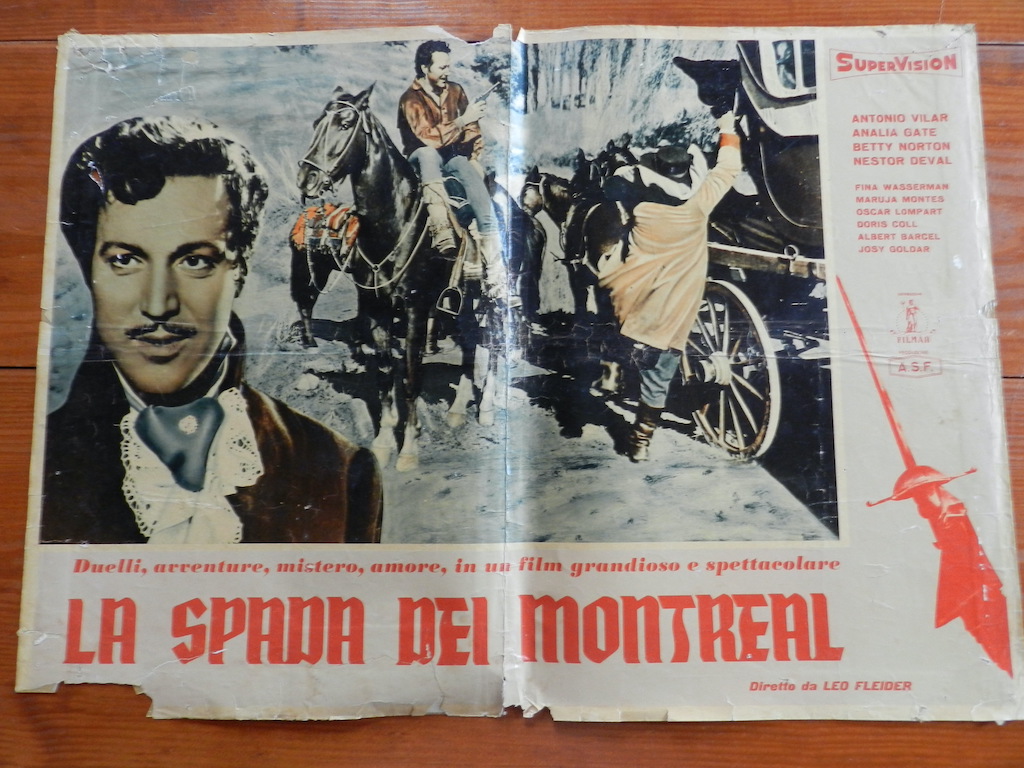 SUPERVISION
ANTONIO VILAR
ANALIA GATE
BETTY NORTON
NESTOR DEVAL
FINA WASSERMAN
MARUJA MONTES
OSCAR LOMPART
DORIS COLL
ALBERT BARCEL
JOSY GOLDAR
FILMAR
A.S.F.
Duelli, avventure, mistero, amore, in un film grandioso e spettacolare
LA SPADA DEI MONTREAL
Diretto da LEO FLEIDER